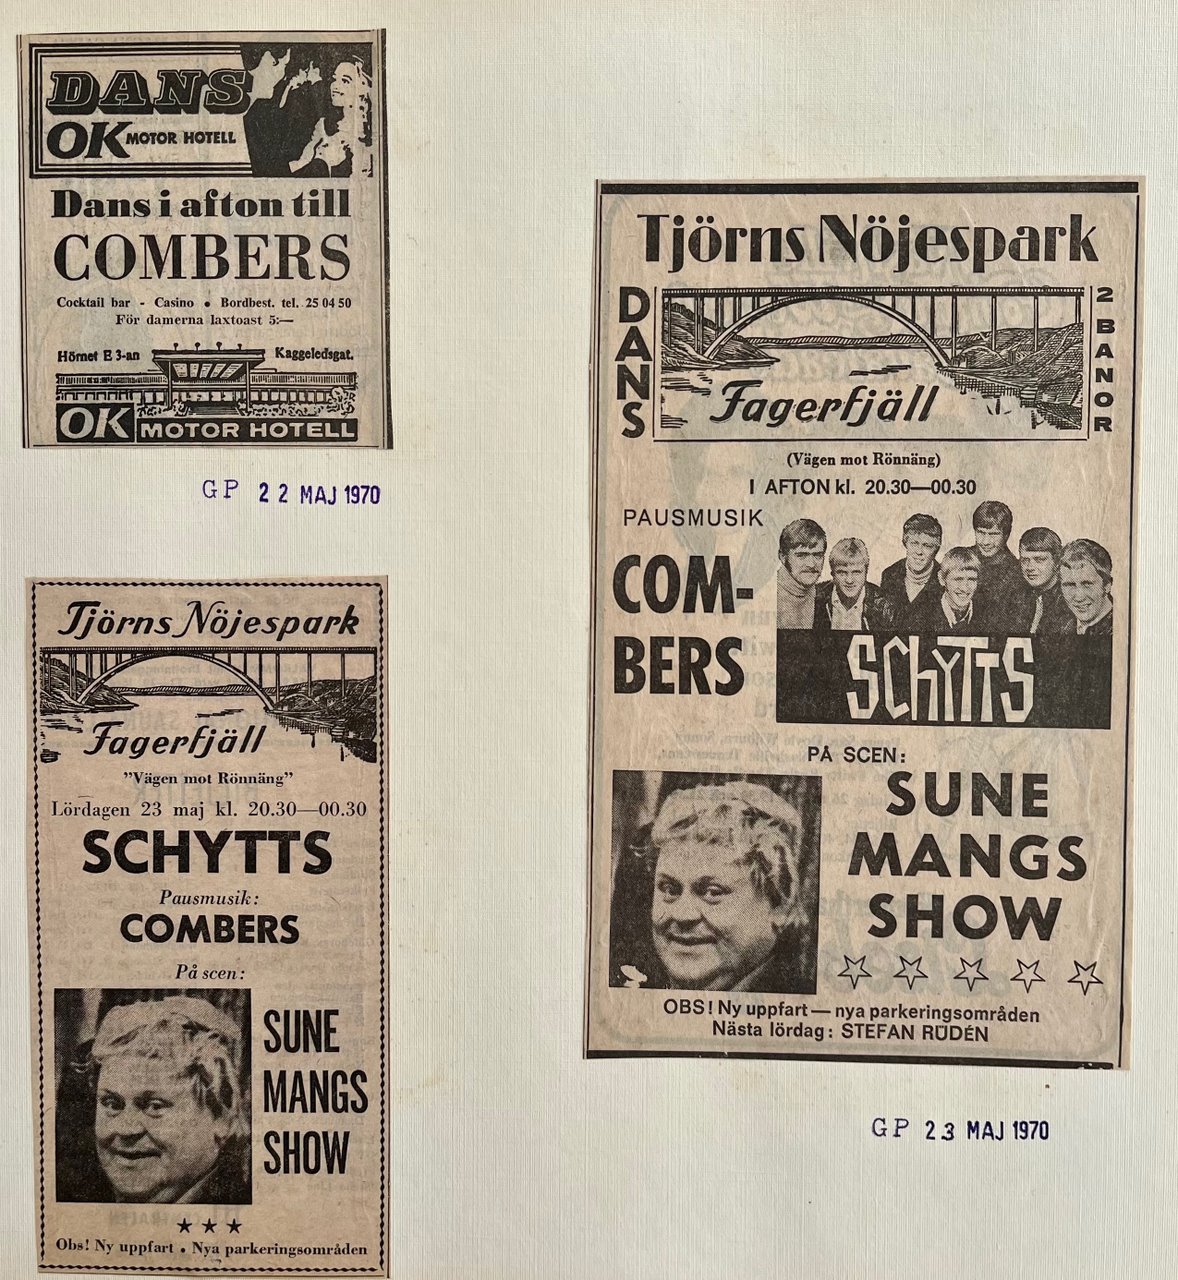 DANS
OK MOTOR HOTELL
Dans i afton till
COMBERS
Cocktail bar - Casino • Bordbest. tel. 25 04 50
För damerna laxtoast 5:—
Hörnet E 3-an Kaggeledsgat.
OK MOTOR HOTELL
GP 22 MAJ 1970
Tjörns Nöjespark
Fagerfjäll
"Vägen mot Rönnäng"
Lördagen 23 maj kl. 20.30—00.30
SCHYTTS
Pausmusik:
COMBERS
På scen:
SUNE
MANGS
SHOW
Obs! Ny uppfart • Nya parkeringsområden
Tjörns Nöjespark
DANS
2 BANOR
Fagerfjäll
(Vägen mot Rönnäng)
I AFTON kl. 20.30—00.30
PAUSMUSIK
COM-
BERS
SCHYTTS
PÅ SCEN:
SUNE
MANGS
SHOW
OBS! Ny uppfart — nya parkeringsområden
Nästa lördag: STEFAN RÜDÉN
GP 23 MAJ 1970